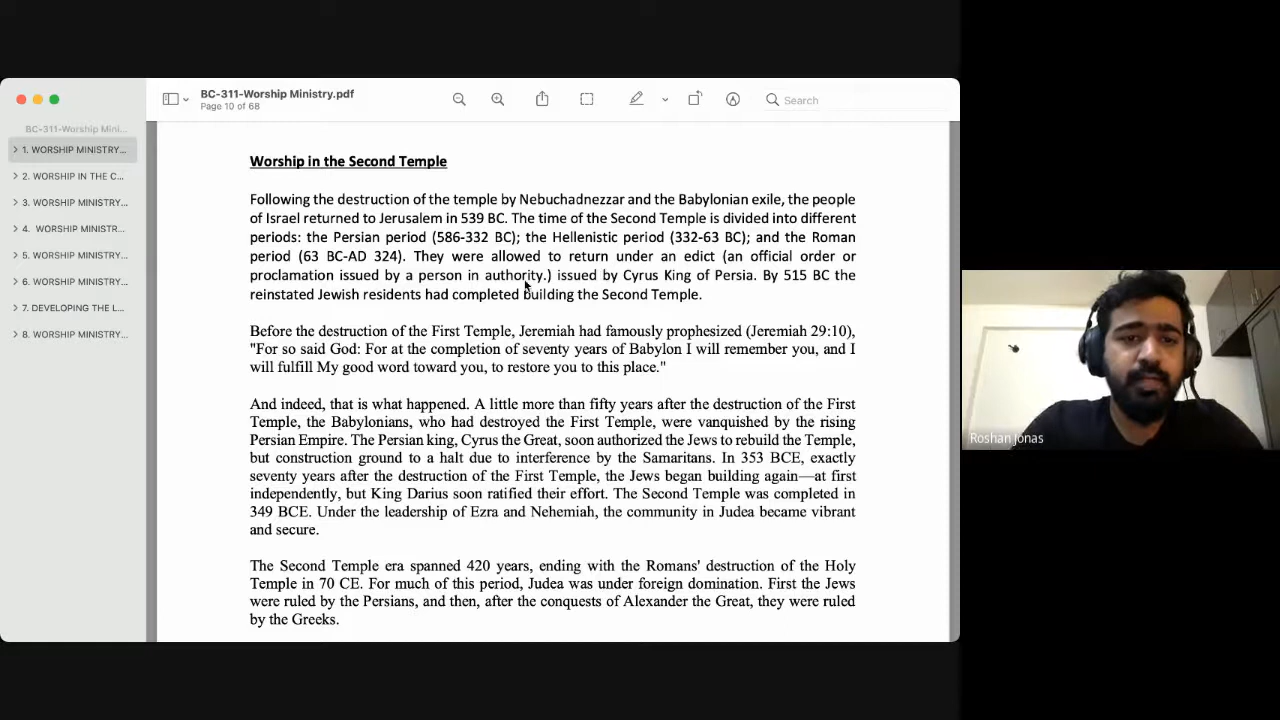 BC-311-Worship Ministry.pdf
Page 10 of 68
Search
BC-311-Worship Mini...
1. WORSHIP MINISTRY...
2. WORSHIP IN THE C...
3. WORSHIP MINISTRY...
4. WORSHIP MINISTR...
5. WORSHIP MINISTRY...
6. WORSHIP MINISTRY...
7. DEVELOPING THE L...
8. WORSHIP MINISTRY...
Worship in the Second Temple
Following the destruction of the temple by Nebuchadnezzar and the Babylonian exile, the people
of Israel returned to Jerusalem in 539 BC. The time of the Second Temple is divided into different
periods: the Persian period (586-332 BC); the Hellenistic period (332-63 BC); and the Roman
period (63 BC-AD 324). They were allowed to return under an edict (an official order or
proclamation issued by a person in authority.) issued by Cyrus King of Persia. By 515 BC the
reinstated Jewish residents had completed building the Second Temple.
Before the destruction of the First Temple, Jeremiah had famously prophesized (Jeremiah 29:10),
"For so said God: For at the completion of seventy years of Babylon I will remember you, and I
will fulfill My good word toward you, to restore you to this place."
And indeed, that is what happened. A little more than fifty years after the destruction of the First
Temple, the Babylonians, who had destroyed the First Temple, were vanquished by the rising
Persian Empire. The Persian king, Cyrus the Great, soon authorized the Jews to rebuild the Temple,
but construction ground to a halt due to interference by the Samaritans. In 353 BCE, exactly
seventy years after the destruction of the First Temple, the Jews began building again—at first
independently, but King Darius soon ratified their effort. The Second Temple was completed in
349 BCE. Under the leadership of Ezra and Nehemiah, the community in Judea became vibrant
and secure.
The Second Temple era spanned 420 years, ending with the Romans' destruction of the Holy
Temple in 70 CE. For much of this period, Judea was under foreign domination. First the Jews
were ruled by the Persians, and then, after the conquests of Alexander the Great, they were ruled
by the Greeks.
Roshan Jonas